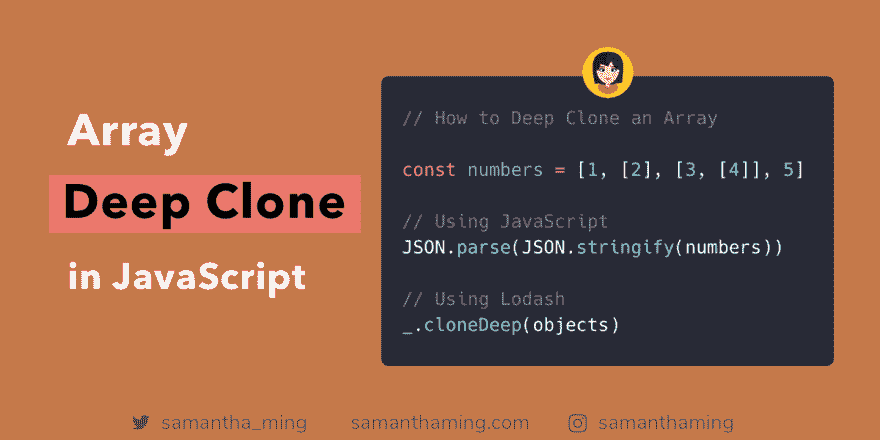 Array
Deep Clone
in JavaScript
// How to Deep Clone an Array
const numbers = [1, [2], [3, [4]], 5]
// Using JavaScript
JSON.parse(JSON.stringify(numbers))
// Using Lodash
_.cloneDeep(objects)
samantha_ming samanthaming.com samanthaming